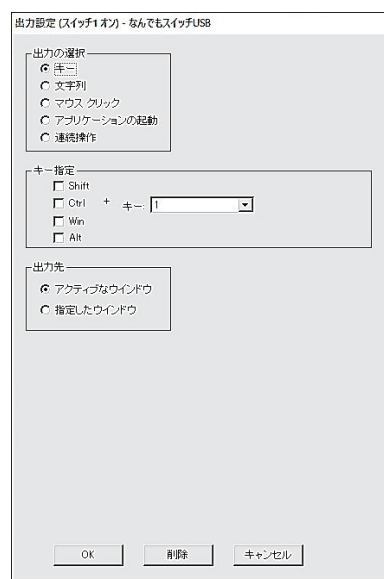 出力設定 (スイッチ1 オン) - なんでもスイッチUSB
出力の選択
キー
文字列
マウス クリック
アプリケーションの起動
連続操作
キー指定
Shift
Ctrl + キー: 1
Win
Alt
出力先
アクティブなウインドウ
指定したウインドウ
OK 削除 キャンセル